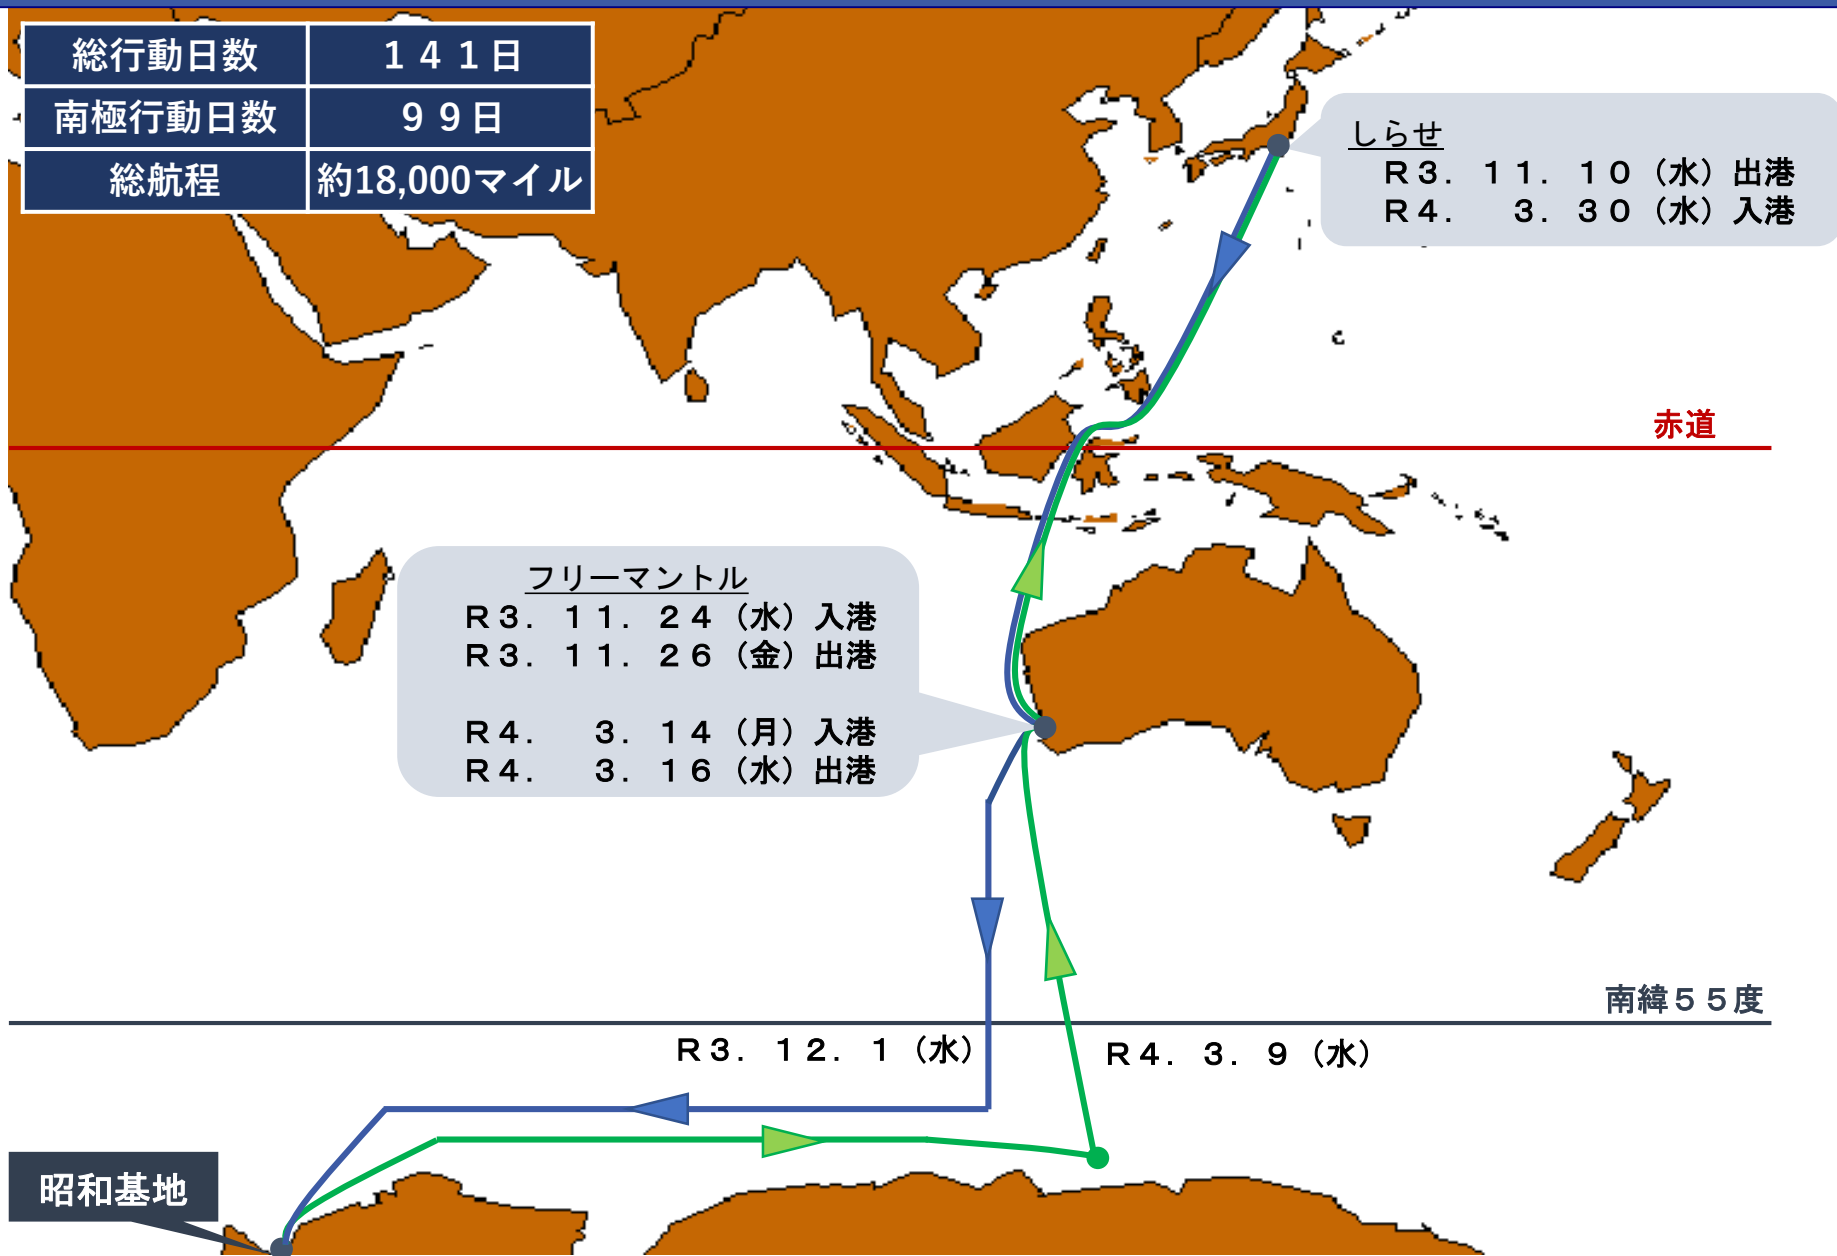 総行動日数 １４１日
南極行動日数 ９９日
総航程 約18,000マイル
しらせ
Ｒ３．１１．１０（水）出港
Ｒ４．　３．３０（水）入港
赤道
フリーマントル
Ｒ３．１１．２４（水）入港
Ｒ３．１１．２６（金）出港
Ｒ４．　３．１４（月）入港
Ｒ４．　３．１６（水）出港
南緯５５度
Ｒ３．１２．１（水）
Ｒ４．３．９（水）
昭和基地